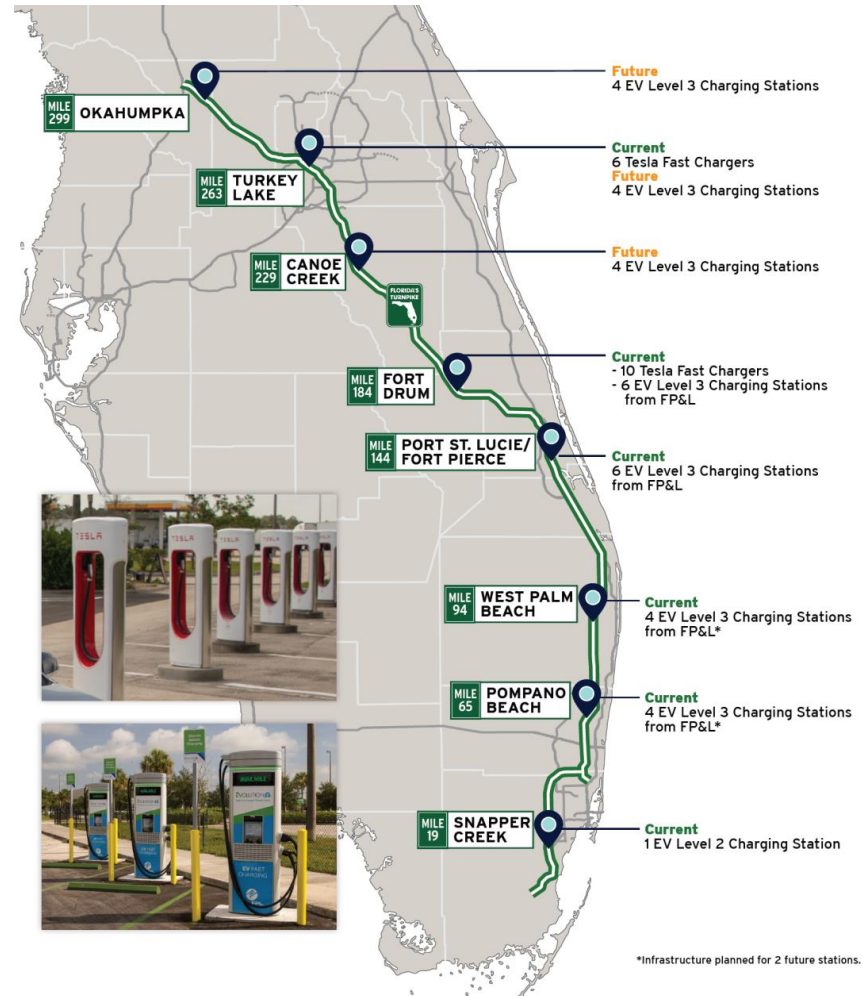 Future
4 EV Level 3 Charging Stations
MILE
299
OKAHUMPKA
Current
6 Tesla Fast Chargers
Future
4 EV Level 3 Charging Stations
MILE
263
TURKEY
LAKE
Future
4 EV Level 3 Charging Stations
MILE
229
CANOE
CREEK
FLORIDA'S
TURNPIKE
Current
- 10 Tesla Fast Chargers
- 6 EV Level 3 Charging Stations
from FP&L
MILE
184
FORT
DRUM
MILE
144
PORT ST. LUCIE/
FORT PIERCE
Current
6 EV Level 3 Charging Stations
from FP&L
TESLA
TESLA
TESLA
MILE
94
WEST PALM
BEACH
Current
4 EV Level 3 Charging Stations
from FP&L*
MILE
65
POMPANO
BEACH
Current
4 EV Level 3 Charging Stations
from FP&L*
EVOLUTION
EV FAST
CHARGING
MILE
19
SNAPPER
CREEK
Current
1 EV Level 2 Charging Station
*Infrastructure planned for 2 future stations.